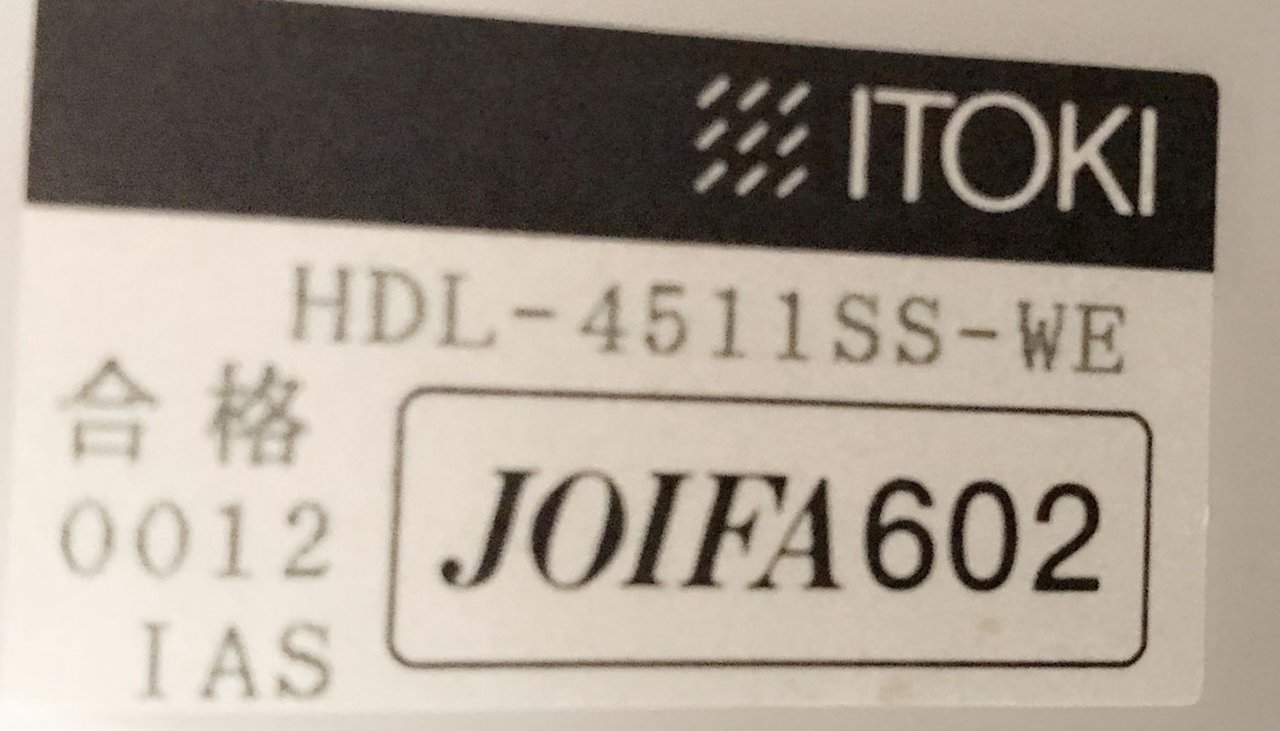 ITOKI
HDL-4511SS-WE
合格
0012
IAS
JOIFA602